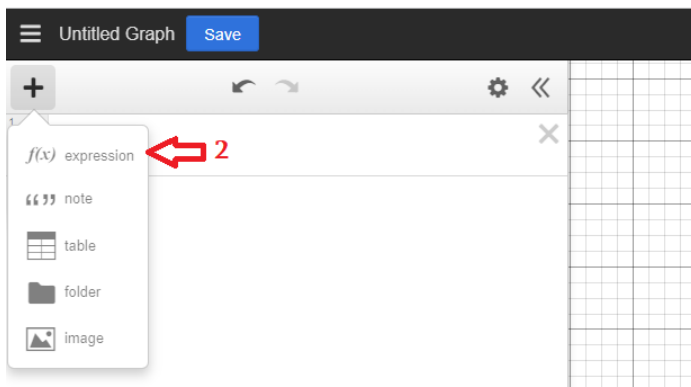 Untitled Graph Save
1
f(x) expression 2
note
table
folder
image